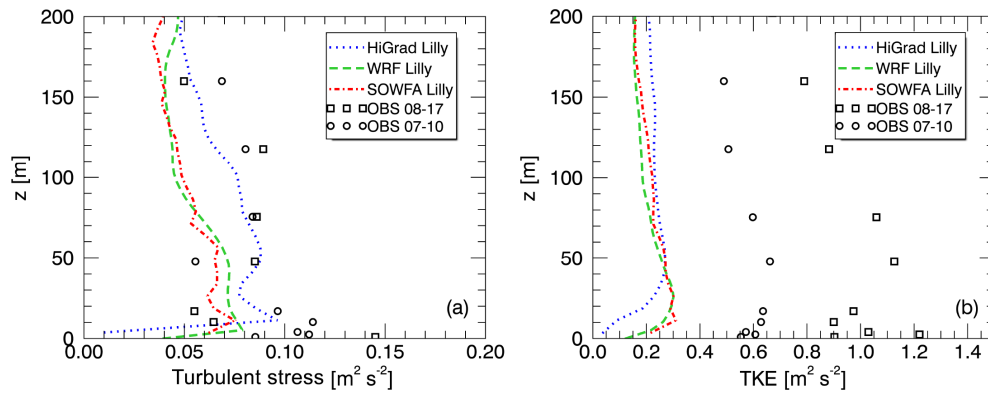 200
150
100
50
0
z [m]
HiGrad Lilly
WRF Lilly
SOWFA Lilly
OBS 08-17
OBS 07-10
(a)
0.00 0.05 0.10 0.15 0.20
Turbulent stress [m² s⁻²]
200
150
100
50
0
z [m]
HiGrad Lilly
WRF Lilly
SOWFA Lilly
OBS 08-17
OBS 07-10
(b)
0.0 0.2 0.4 0.6 0.8 1.0 1.2 1.4
TKE [m² s⁻²]